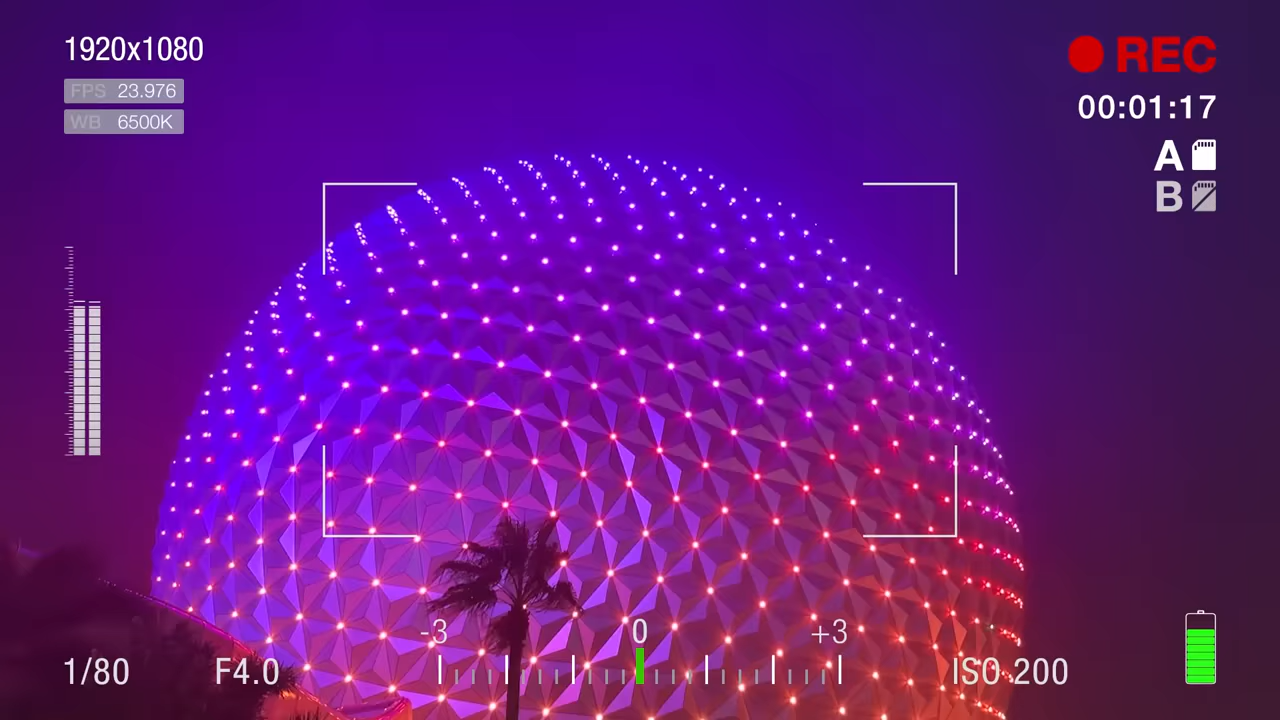 1920x1080
FPS 23.976
WB 6500K
REC
00:01:17
A
B
-3 0 +3
1/80
F4.0
ISO 200